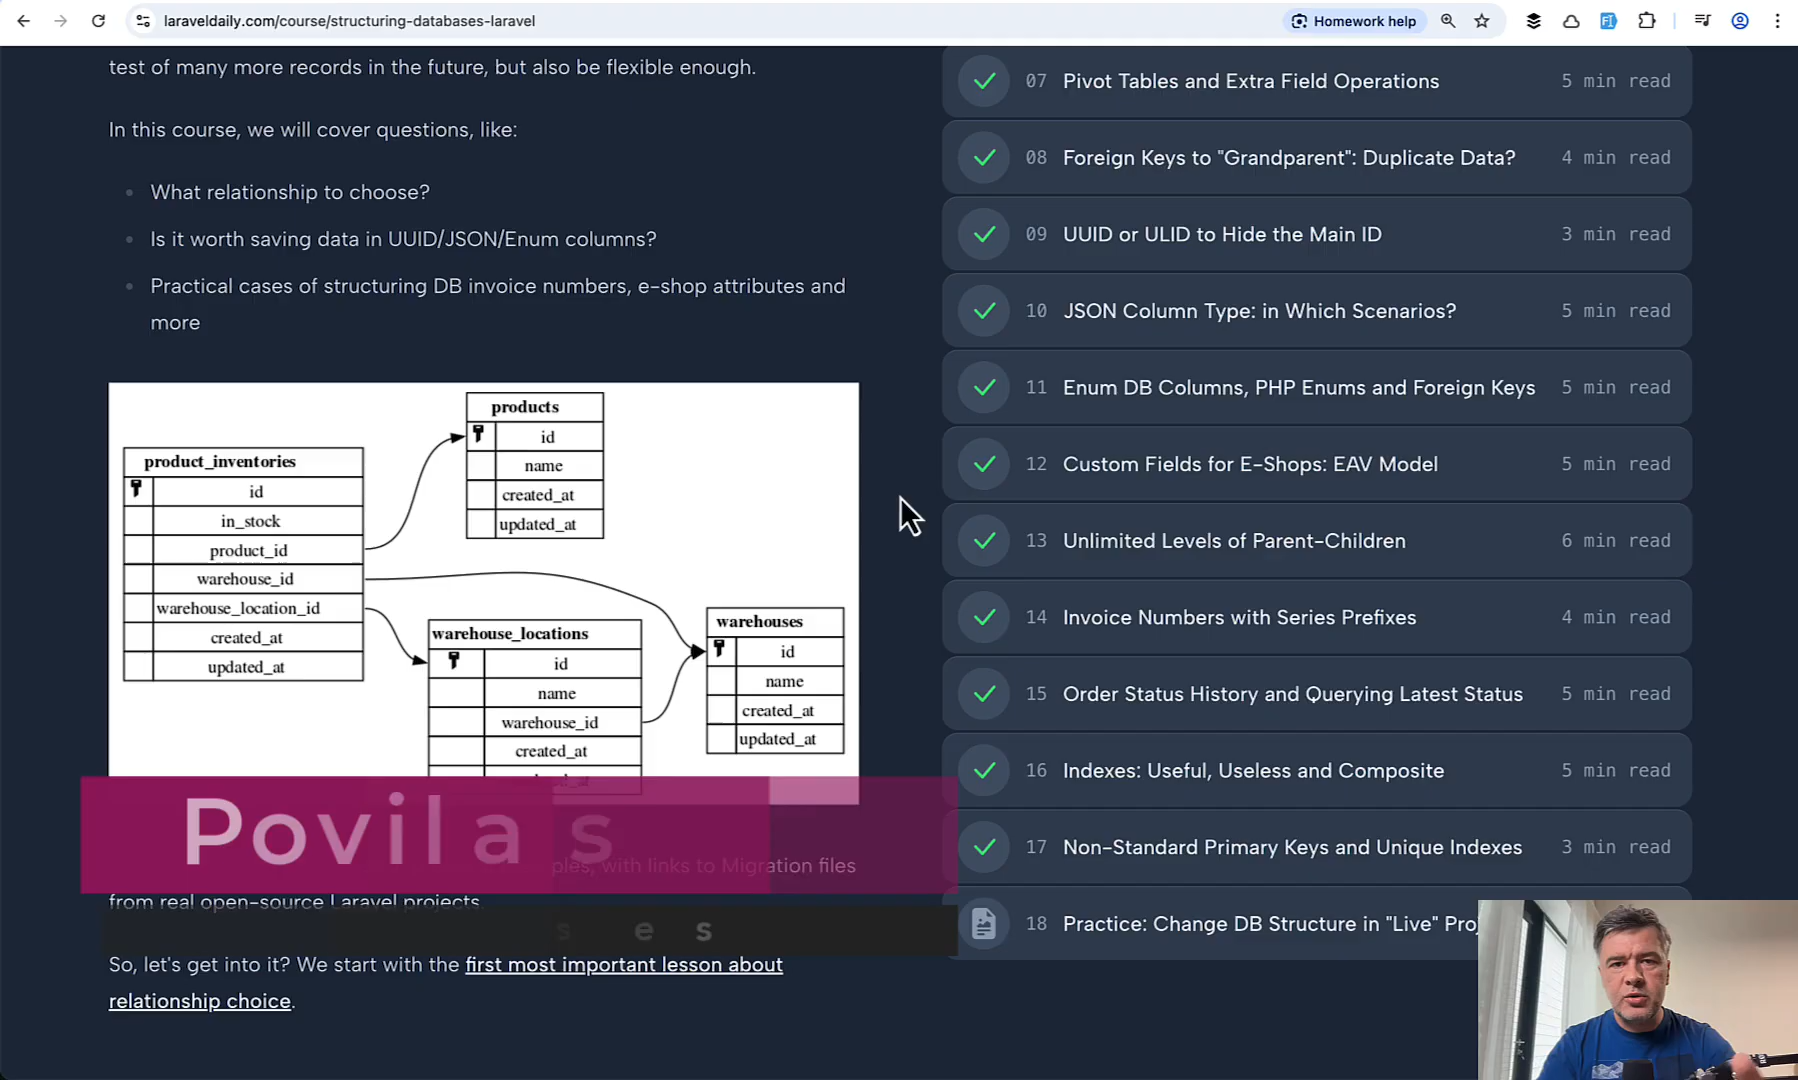 laraveldaily.com/course/structuring-databases-laravel
Homework help
test of many more records in the future, but also be flexible enough.
In this course, we will cover questions, like:
What relationship to choose?
Is it worth saving data in UUID/JSON/Enum columns?
Practical cases of structuring DB invoice numbers, e-shop attributes and
more
products
id
name
created_at
updated_at
product_inventories
id
in_stock
product_id
warehouse_id
warehouse_location_id
created_at
updated_at
warehouse_locations
id
name
warehouse_id
created_at
warehouses
id
name
created_at
updated_at
Povilas
with links to Migration files
from real open-source Laravel projects.
s e s
So, let's get into it? We start with the first most important lesson about
relationship choice.
07 Pivot Tables and Extra Field Operations 5 min read
08 Foreign Keys to "Grandparent": Duplicate Data? 4 min read
09 UUID or ULID to Hide the Main ID 3 min read
10 JSON Column Type: in Which Scenarios? 5 min read
11 Enum DB Columns, PHP Enums and Foreign Keys 5 min read
12 Custom Fields for E-Shops: EAV Model 5 min read
13 Unlimited Levels of Parent-Children 6 min read
14 Invoice Numbers with Series Prefixes 4 min read
15 Order Status History and Querying Latest Status 5 min read
16 Indexes: Useful, Useless and Composite 5 min read
17 Non-Standard Primary Keys and Unique Indexes 3 min read
18 Practice: Change DB Structure in "Live"